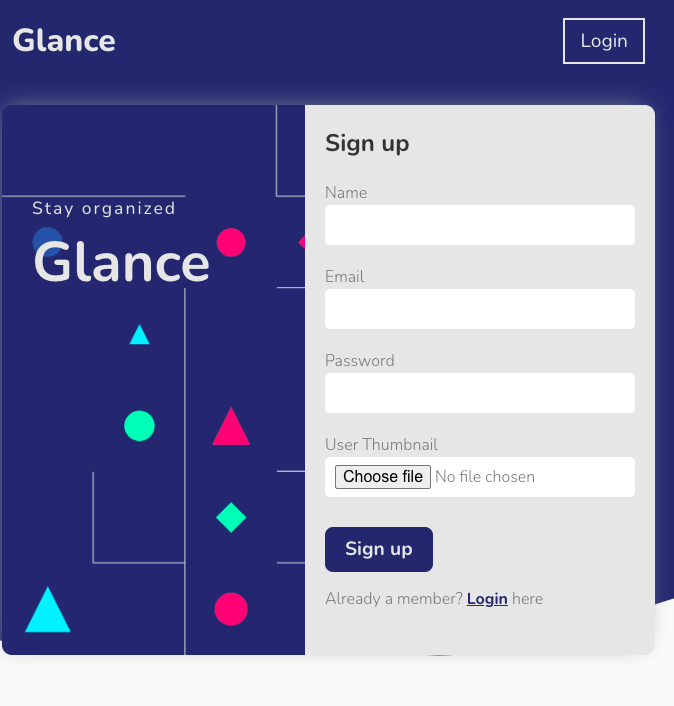 Glance
Login
Stay organized
Glance
Sign up
Name
Email
Password
User Thumbnail
Choose file No file chosen
Sign up
Already a member? Login here